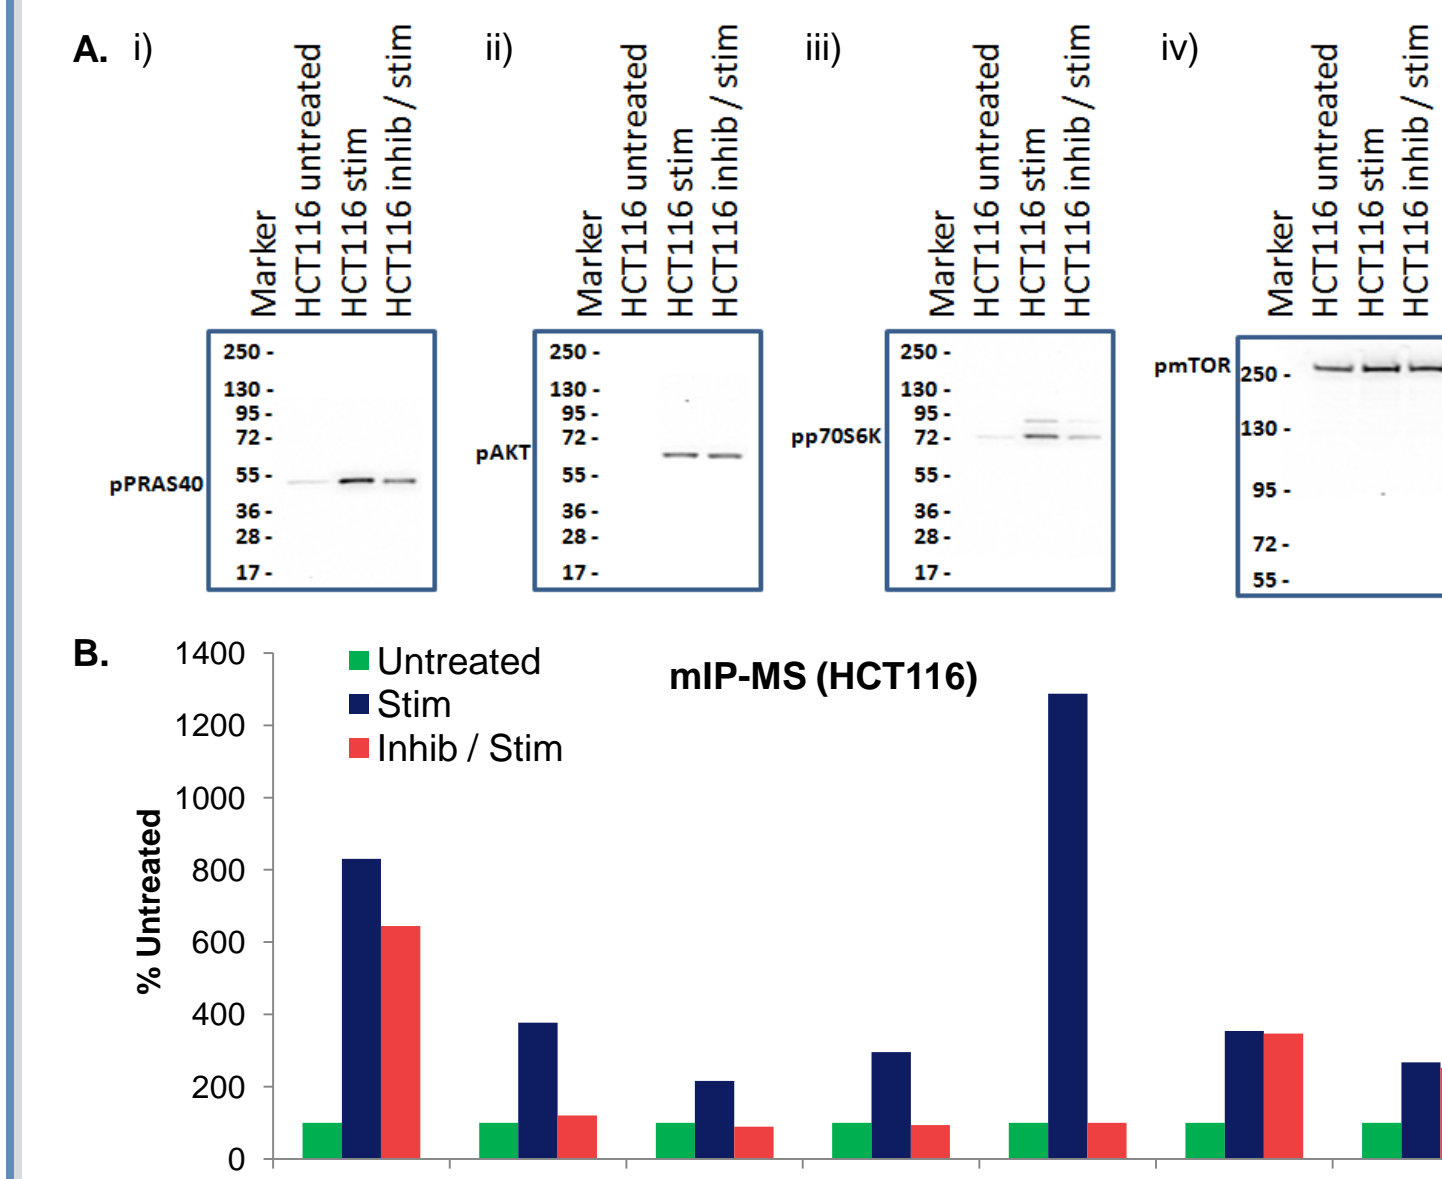 A.
i)
Marker
HCT116 untreated
HCT116 stim
HCT116 inhib / stim
250 -
130 -
95 -
72 -
55 -
36 -
28 -
17 -
pPRAS40
ii)
Marker
HCT116 untreated
HCT116 stim
HCT116 inhib / stim
250 -
130 -
95 -
72 -
55 -
36 -
28 -
17 -
pAKT
iii)
Marker
HCT116 untreated
HCT116 stim
HCT116 inhib / stim
250 -
130 -
95 -
72 -
55 -
36 -
28 -
17 -
pp70S6K
iv)
Marker
HCT116 untreated
HCT116 stim
HCT116 inhib / stim
pmTOR
250 -
130 -
95 -
72 -
55 -
B.
mIP-MS (HCT116)
Untreated
Stim
Inhib / Stim
% Untreated
1400
1200
1000
800
600
400
200
0